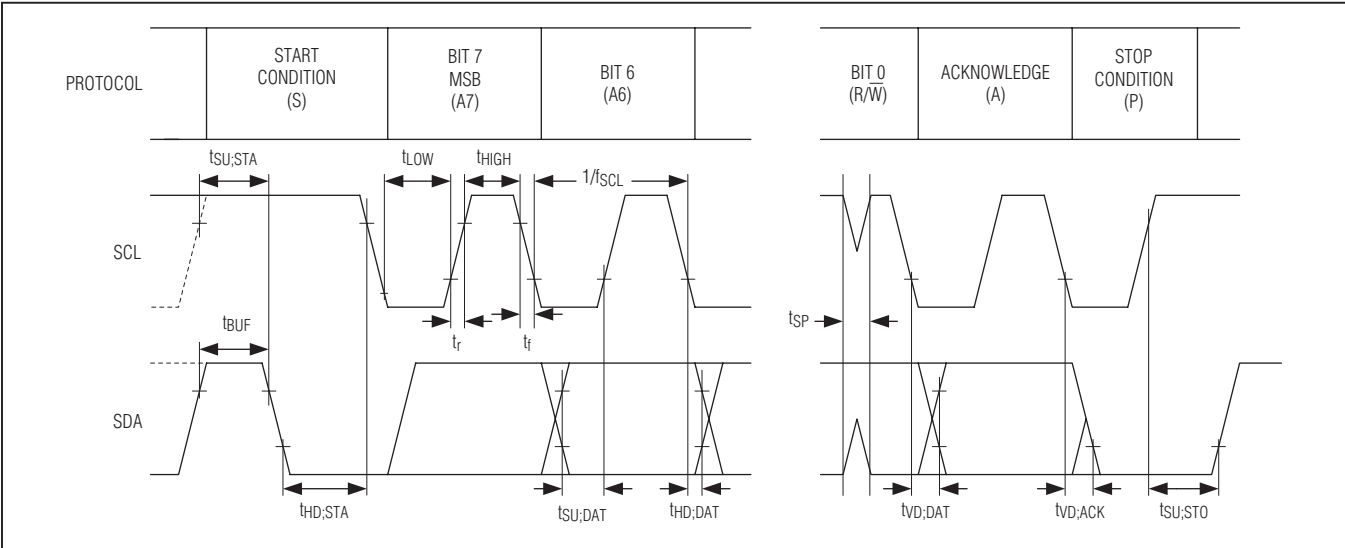 PROTOCOL
START
CONDITION
(S)
BIT 7
MSB
(A7)
BIT 6
(A6)
BIT 0
(R/W̅)
ACKNOWLEDGE
(A)
STOP
CONDITION
(P)
tSU;STA
tLOW
tHIGH
1/fSCL
SCL
tBUF
tr
tf
tSP
SDA
tHD;STA
tSU;DAT
tHD;DAT
tVD;DAT
tVD;ACK
tSU;STO